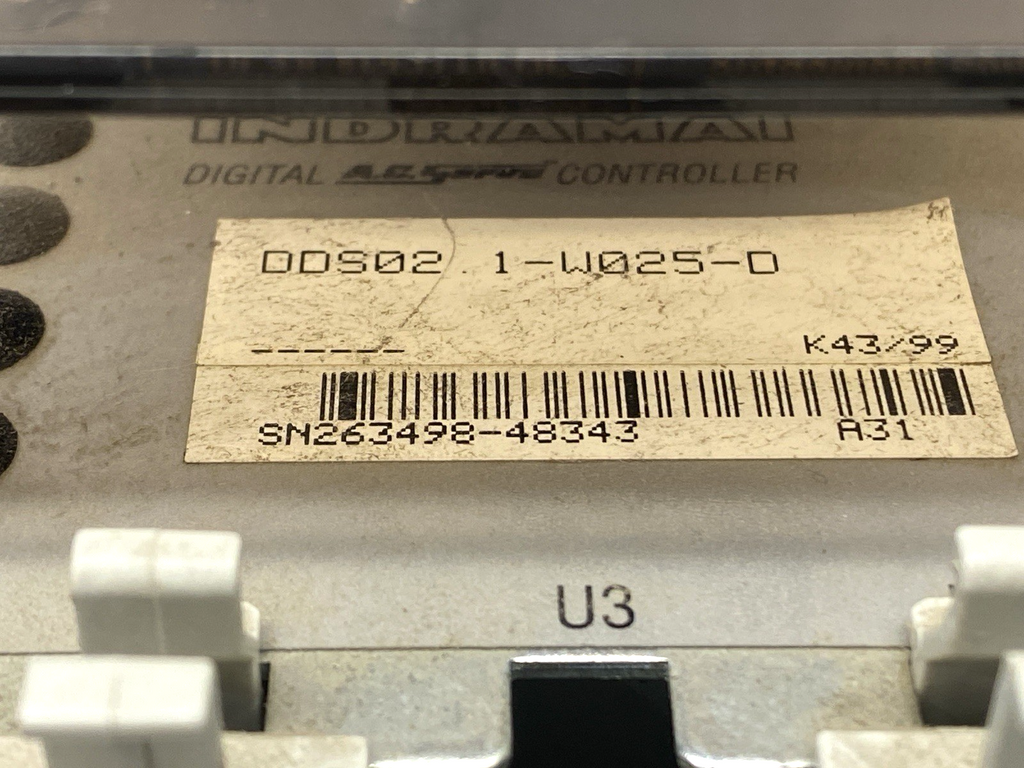 INDRAMAT
DIGITAL A.C. SERVO CONTROLLER
DDS02.1-W025-D
------
K43/99
SN263498-48343
A31
U3